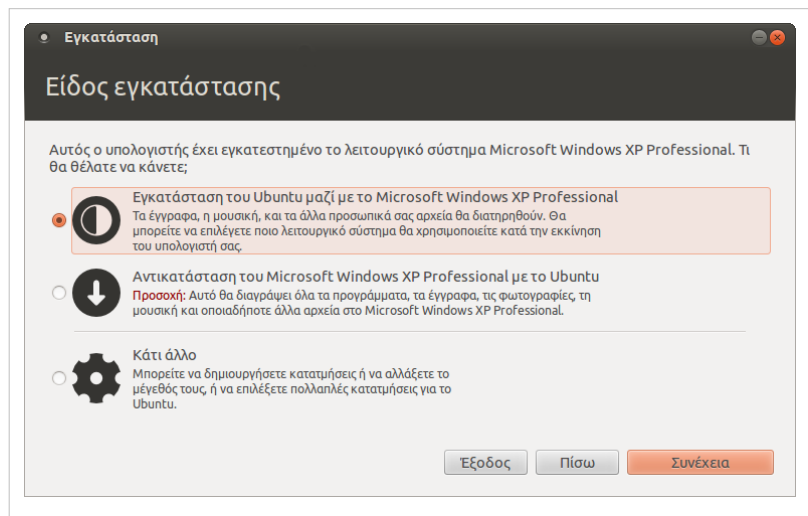 Εγκατάσταση
Είδος εγκατάστασης
Αυτός ο υπολογιστής έχει εγκατεστημένο το λειτουργικό σύστημα Microsoft Windows XP Professional. Τι
θα θέλατε να κάνετε;
Εγκατάσταση του Ubuntu μαζί με το Microsoft Windows XP Professional
Τα έγγραφα, η μουσική, και τα άλλα προσωπικά σας αρχεία θα διατηρηθούν. Θα
μπορείτε να επιλέγετε ποιο λειτουργικό σύστημα θα χρησιμοποιείτε κατά την εκκίνηση
του υπολογιστή σας.
Αντικατάσταση του Microsoft Windows XP Professional με το Ubuntu
Προσοχή: Αυτό θα διαγράψει όλα τα προγράμματα, τα έγγραφα, τις φωτογραφίες, τη
μουσική και οποιαδήποτε άλλα αρχεία στο Microsoft Windows XP Professional.
Κάτι άλλο
Μπορείτε να δημιουργήσετε κατατμήσεις ή να αλλάξετε το
μέγεθός τους, ή να επιλέξετε πολλαπλές κατατμήσεις για το
Ubuntu.
Έξοδος
Πίσω
Συνέχεια